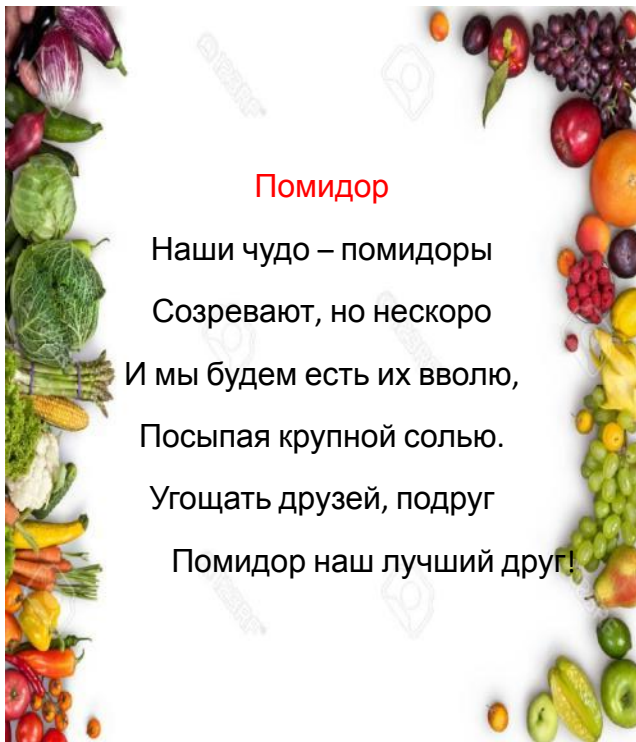 Помидор
Наши чудо – помидоры
Созревают, но нескоро
И мы будем есть их вволю,
Посыпая крупной солью.
Угощать друзей, подруг
Помидор наш лучший друг!